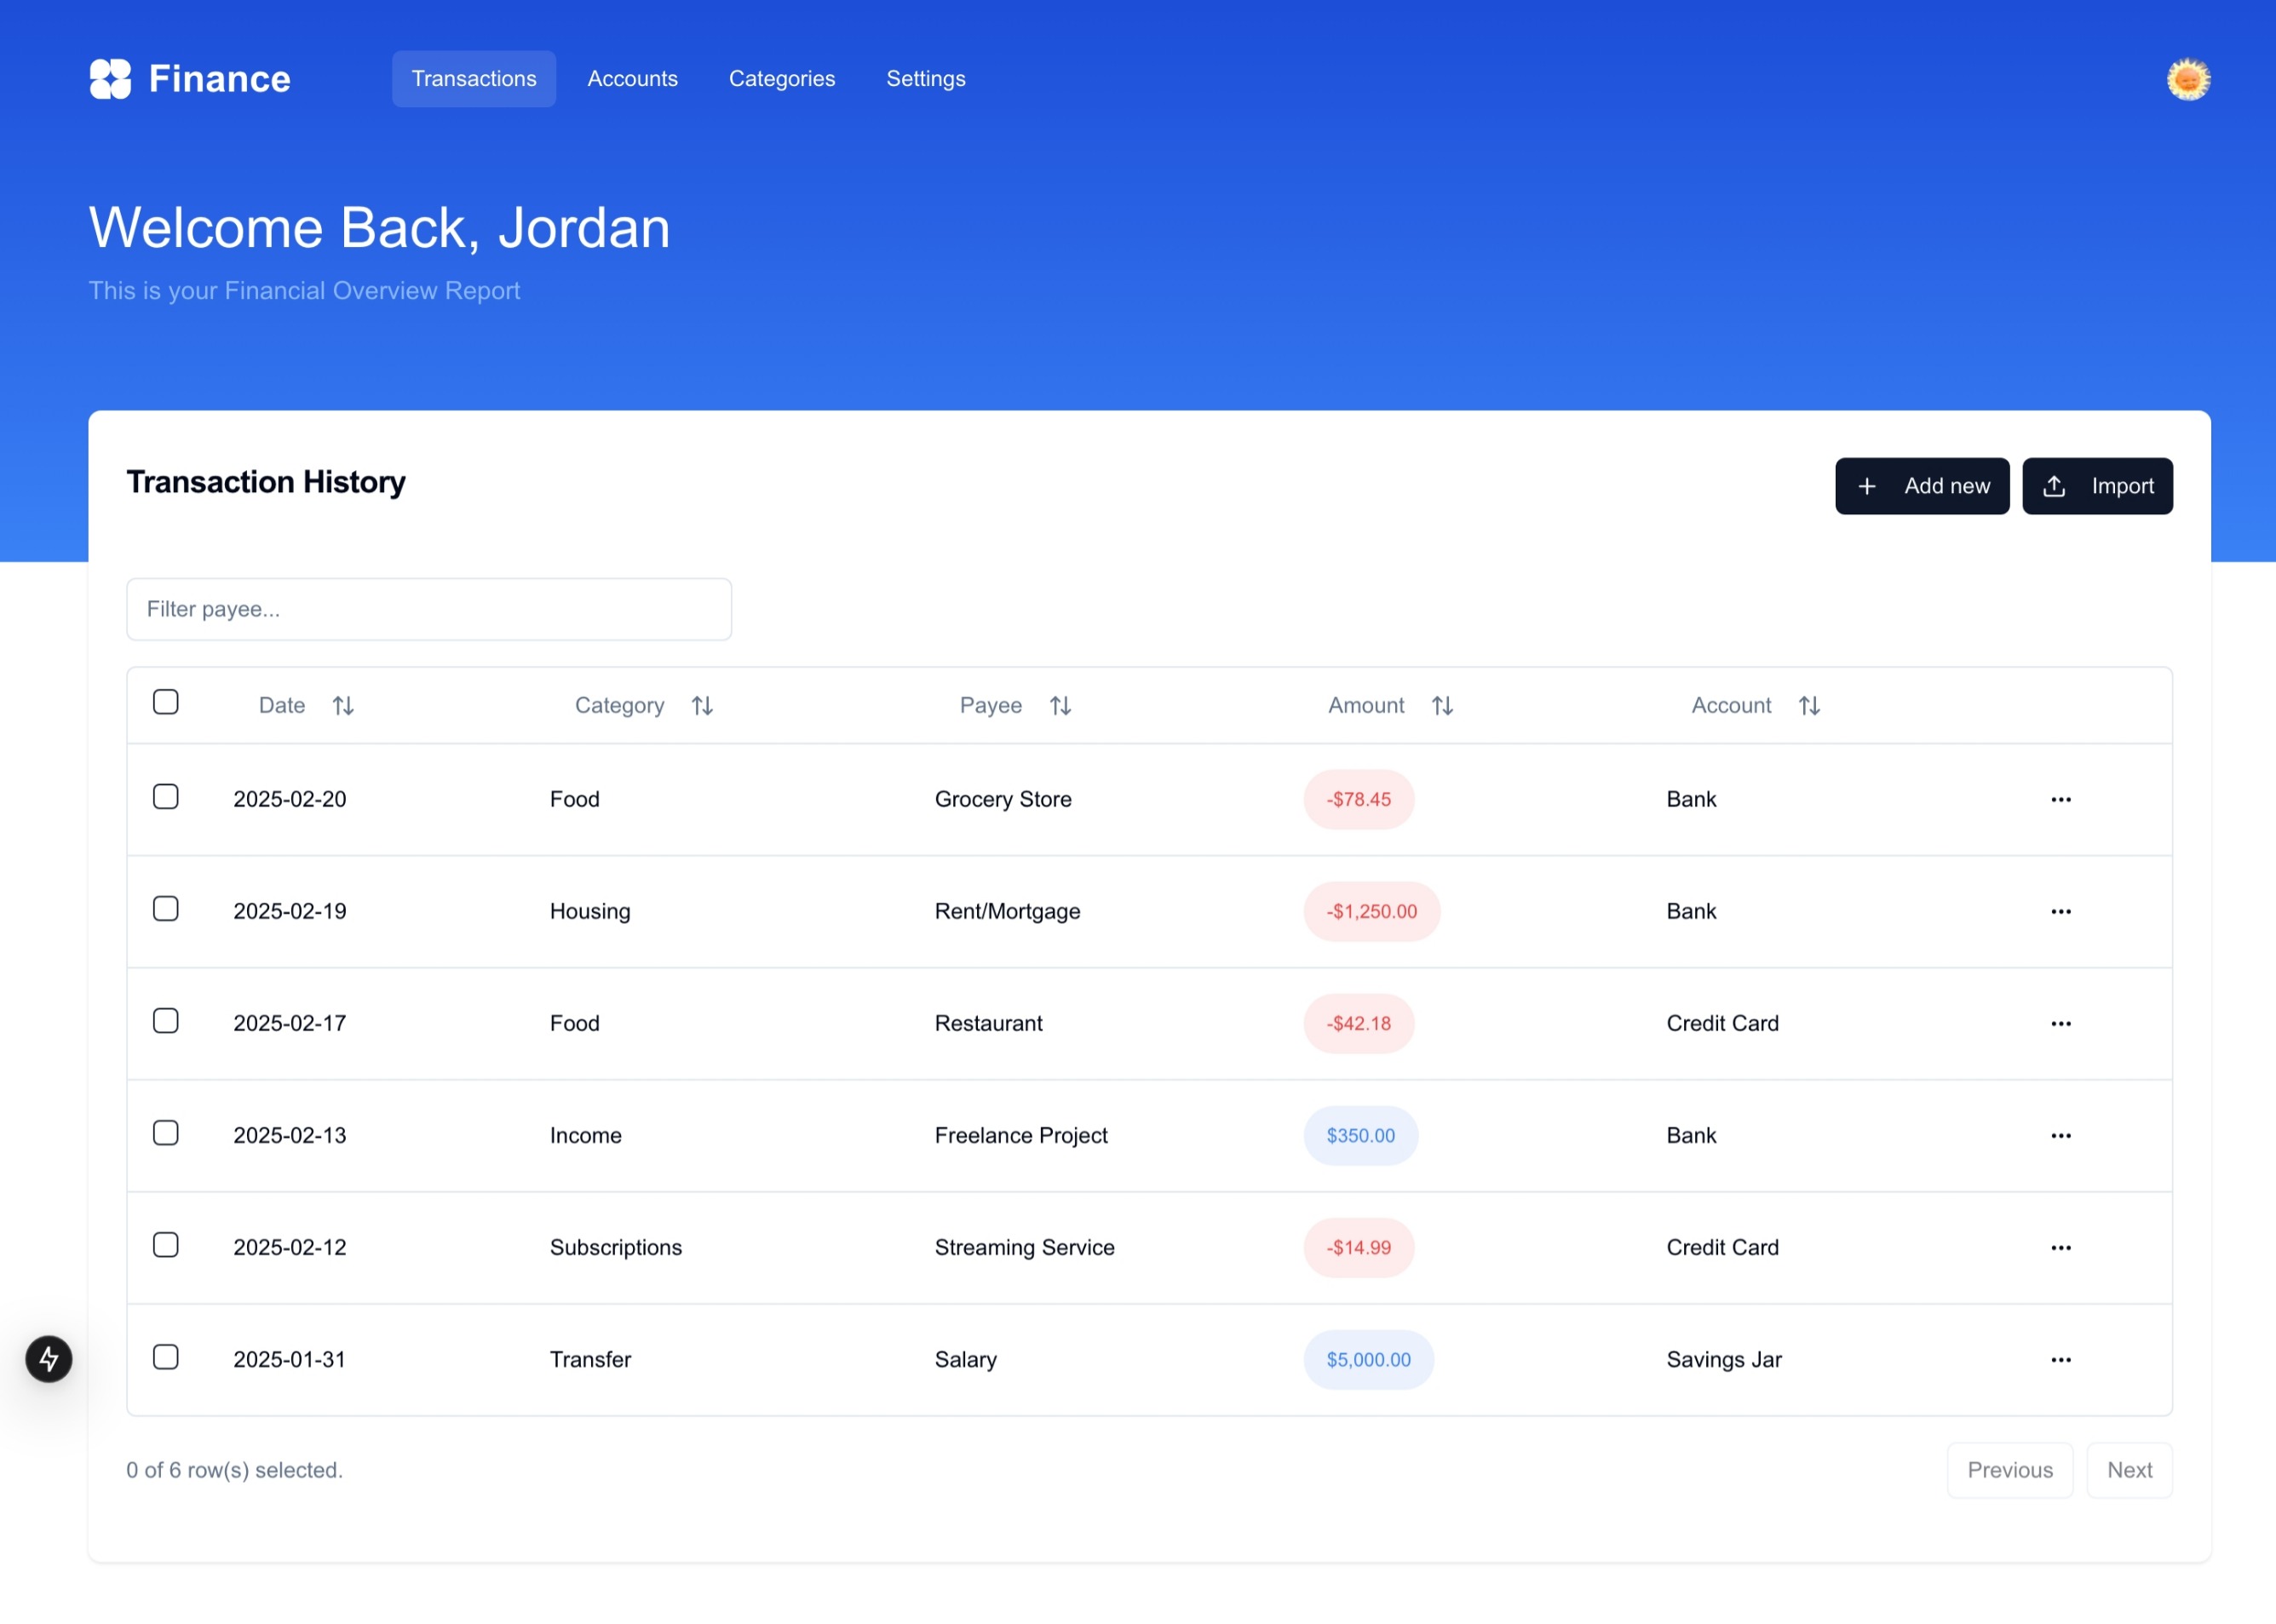 Finance Transactions Accounts Categories Settings
Welcome Back, Jordan
This is your Financial Overview Report
Transaction History Add new Import
Filter payee...
Date Category Payee Amount Account
2025-02-20 Food Grocery Store -$78.45 Bank
2025-02-19 Housing Rent/Mortgage -$1,250.00 Bank
2025-02-17 Food Restaurant -$42.18 Credit Card
2025-02-13 Income Freelance Project $350.00 Bank
2025-02-12 Subscriptions Streaming Service -$14.99 Credit Card
2025-01-31 Transfer Salary $5,000.00 Savings Jar
0 of 6 row(s) selected. Previous Next